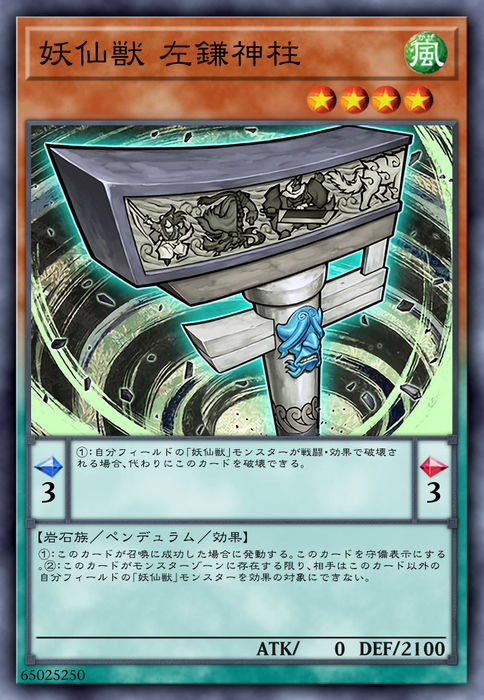 妖仙獣 左鎌神柱
かぜ
風
①:自分フィールドの「妖仙獣」モンスターが戦闘・効果で破壊さ
れる場合、代わりにこのカードを破壊できる。
3
3
【岩石族／ペンデュラム／効果】
①:このカードが召喚に成功した場合に発動する。このカードを守備表示にする
。②:このカードがモンスターゾーンに存在する限り、相手はこのカード以外の
自分フィールドの「妖仙獣」モンスターを効果の対象にできない。
ATK/ 0 DEF/2100
65025250